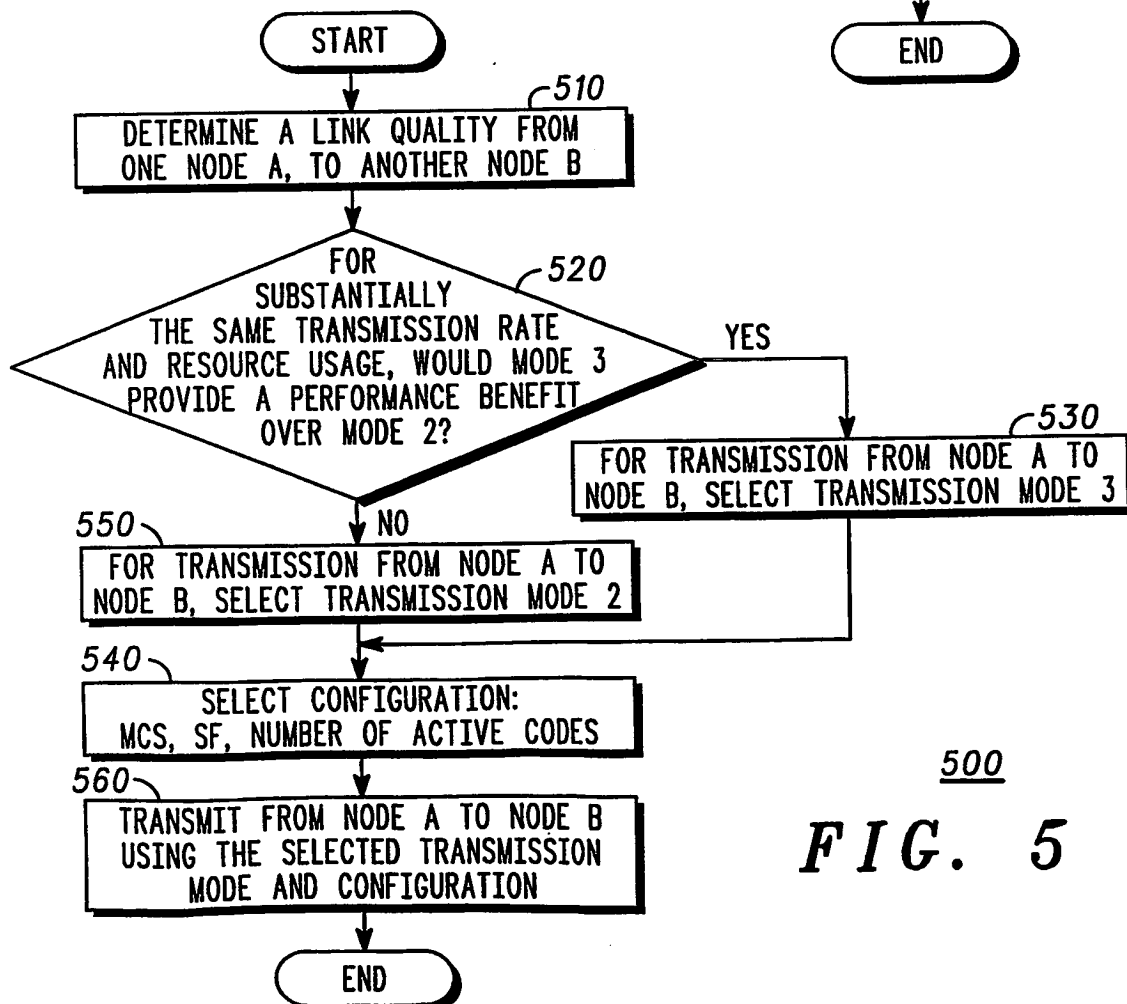 START
END
510
DETERMINE A LINK QUALITY FROM
ONE NODE A, TO ANOTHER NODE B
520
FOR
SUBSTANTIALLY
THE SAME TRANSMISSION RATE
AND RESOURCE USAGE, WOULD MODE 3
PROVIDE A PERFORMANCE BENEFIT
OVER MODE 2?
YES
530
FOR TRANSMISSION FROM NODE A TO
NODE B, SELECT TRANSMISSION MODE 3
NO
550
FOR TRANSMISSION FROM NODE A TO
NODE B, SELECT TRANSMISSION MODE 2
540
SELECT CONFIGURATION:
MCS, SF, NUMBER OF ACTIVE CODES
560
TRANSMIT FROM NODE A TO NODE B
USING THE SELECTED TRANSMISSION
MODE AND CONFIGURATION
END
500
FIG. 5